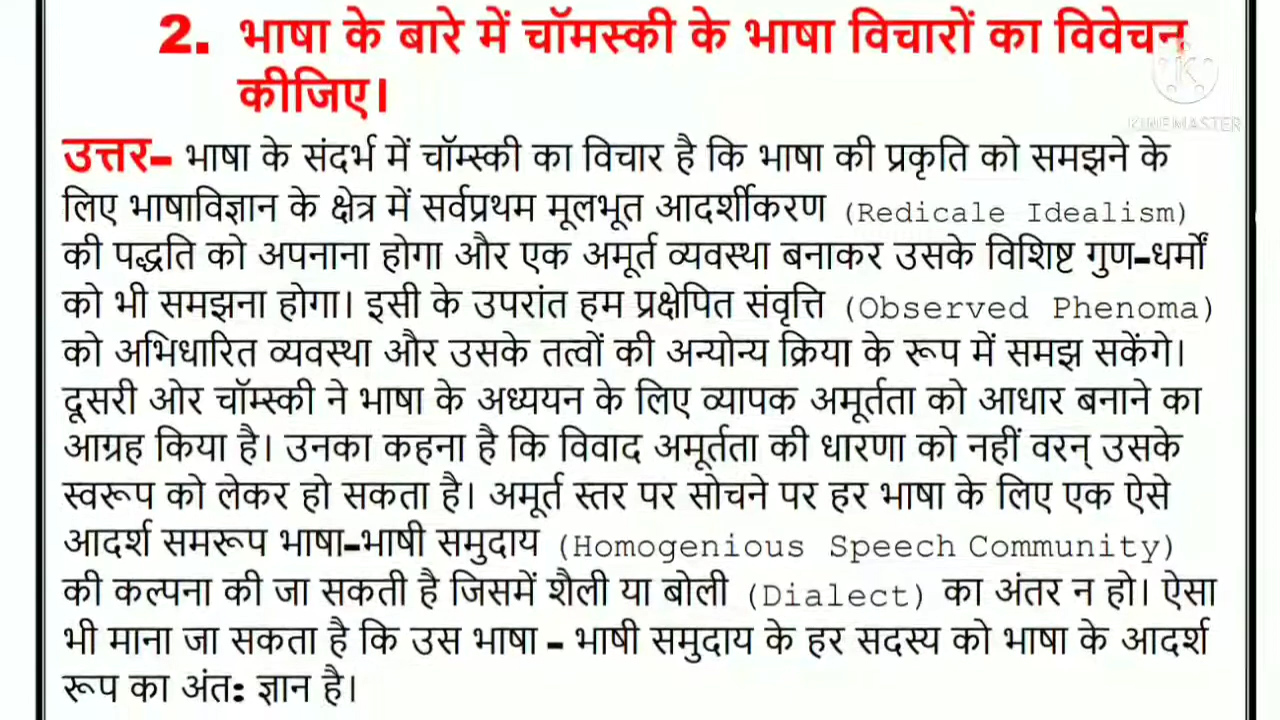 2. भाषा के बारे में चॉमस्की के भाषा विचारों का विवेचन
कीजिए।
KINEMASTER
उत्तर- भाषा के संदर्भ में चॉम्स्की का विचार है कि भाषा की प्रकृति को समझने के
लिए भाषाविज्ञान के क्षेत्र में सर्वप्रथम मूलभूत आदर्शीकरण (Redicale Idealism)
की पद्धति को अपनाना होगा और एक अमूर्त व्यवस्था बनाकर उसके विशिष्ट गुण-धर्मों
को भी समझना होगा। इसी के उपरांत हम प्रक्षेपित संवृत्ति (Observed Phenoma)
को अभिधारित व्यवस्था और उसके तत्वों की अन्योन्य क्रिया के रूप में समझ सकेंगे।
दूसरी ओर चॉम्स्की ने भाषा के अध्ययन के लिए व्यापक अमूर्तता को आधार बनाने का
आग्रह किया है। उनका कहना है कि विवाद अमूर्तता की धारणा को नहीं वरन् उसके
स्वरूप को लेकर हो सकता है। अमूर्त स्तर पर सोचने पर हर भाषा के लिए एक ऐसे
आदर्श समरूप भाषा-भाषी समुदाय (Homogenious Speech Community)
की कल्पना की जा सकती है जिसमें शैली या बोली (Dialect) का अंतर न हो। ऐसा
भी माना जा सकता है कि उस भाषा - भाषी समुदाय के हर सदस्य को भाषा के आदर्श
रूप का अंत: ज्ञान है।